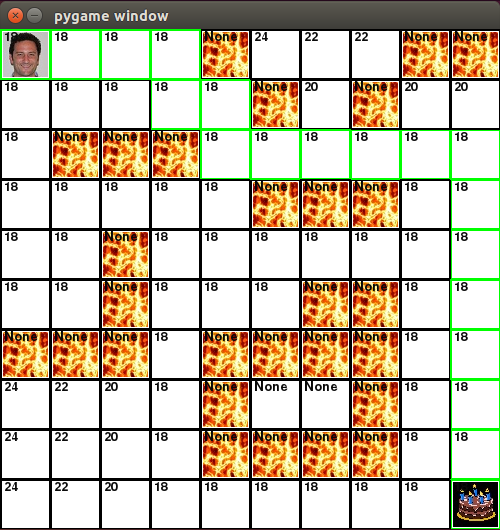 pygame window
18 18 18 18 None 24 22 22 None None
18 18 18 18 18 None 20 None 20 20
18 None None None 18 18 18 18 18 18
18 18 18 18 18 None None None 18 18
18 18 None 18 18 18 18 18 18 18
18 18 None 18 18 18 None None 18 18
None None None 18 None None None None 18 18
24 22 20 18 None None None None 18 18
24 22 20 18 None None None None 18 18
24 22 20 18 18 18 18 18 18